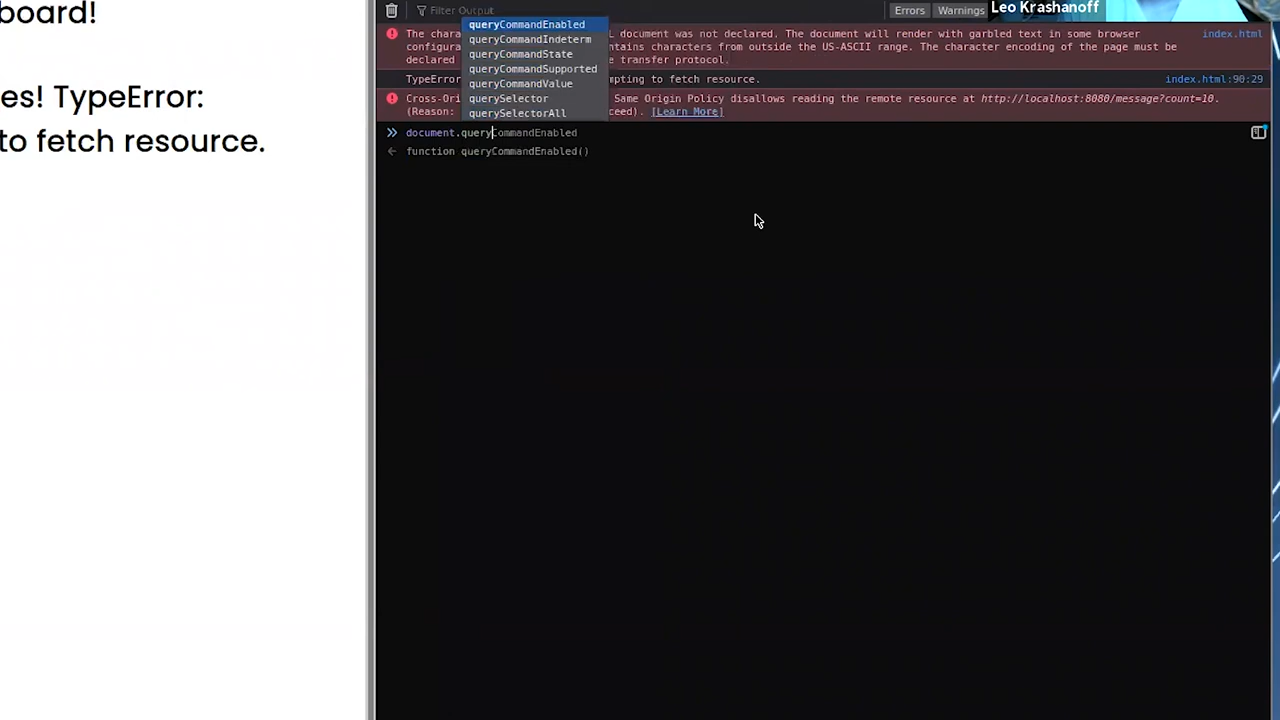 board!
es! TypeError:
to fetch resource.
Leo Krashanoff
Filter Output
Errors
Warnings
queryCommandEnabled
queryCommandIndeterm
queryCommandState
queryCommandSupported
queryCommandValue
querySelector
querySelectorAll
The chara L document was not declared. The document will render with garbled text in some browser index.html
configura ntains characters from outside the US-ASCII range. The character encoding of the page must be
declared e transfer protocol.
TypeError mpting to fetch resource. index.html:90:29
Cross-Ori Same Origin Policy disallows reading the remote resource at http://localhost:8080/message?count=10.
(Reason: ceed). [Learn More]
» document.queryCommandEnabled
← function queryCommandEnabled()